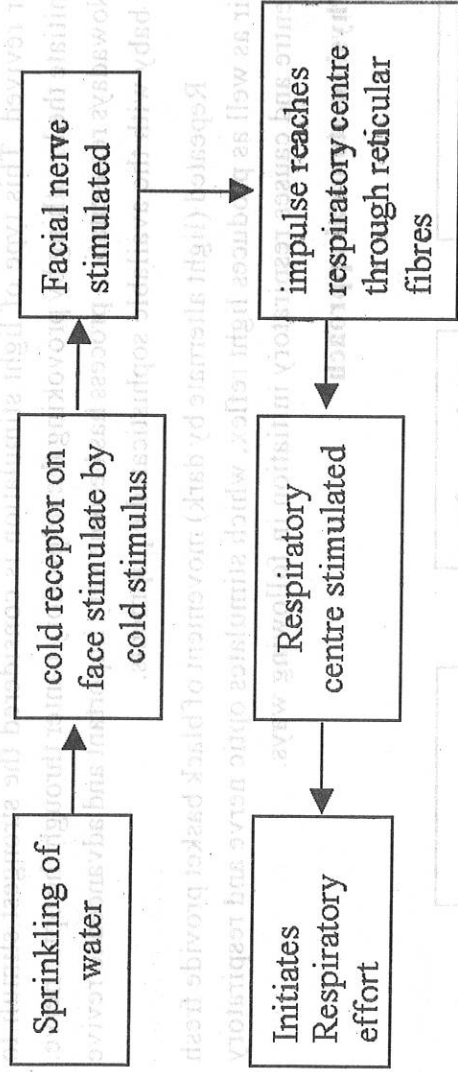 Sprinkling of
water
cold receptor on
face stimulate by
cold stimulus
Facial nerve
stimulated
impulse reaches
respiratory centre
through reticular
fibres
Respiratory
centre stimulated
Initiates
Respiratory
effort